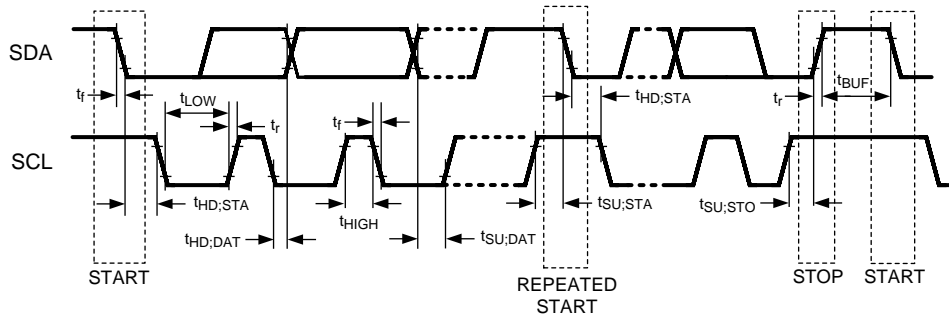 SDA
t_f
t_LOW
t_r
t_f
t_HD;STA
t_r
t_BUF
SCL
t_HD;STA
t_HD;DAT
t_HIGH
t_SU;DAT
t_SU;STA
t_SU;STO
START
REPEATED
START
STOP
START